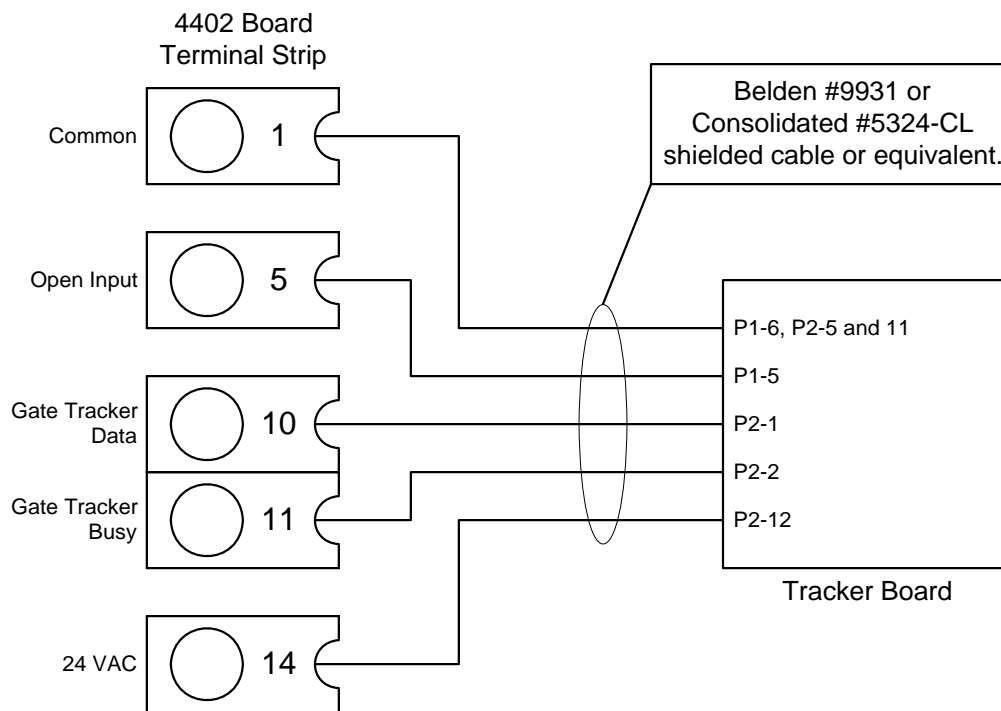 4402 Board
Terminal Strip
Common
1
Belden #9931 or
Consolidated #5324-CL
shielded cable or equivalent.
Open Input
5
P1-6, P2-5 and 11
P1-5
Gate Tracker
Data
10
P2-1
Gate Tracker
Busy
11
P2-2
P2-12
Tracker Board
24 VAC
14